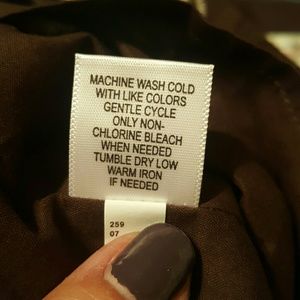 MACHINE WASH COLD
WITH LIKE COLORS
GENTLE CYCLE
ONLY NON-
CHLORINE BLEACH
WHEN NEEDED
TUMBLE DRY LOW
WARM IRON
IF NEEDED
259
07